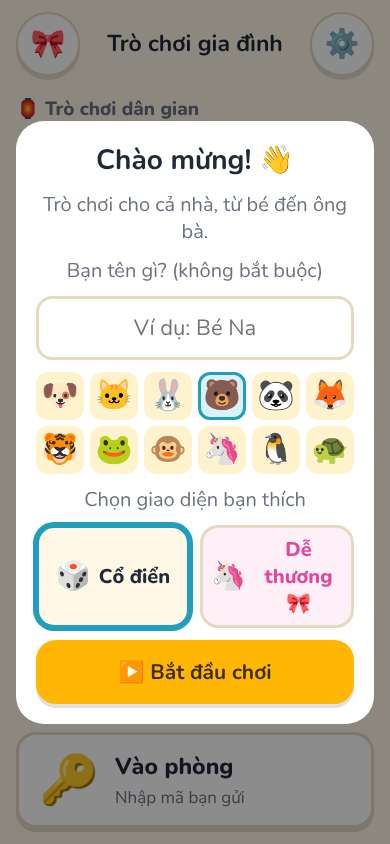 Trò chơi gia đình
Trò chơi dân gian
Chào mừng!
Trò chơi cho cả nhà, từ bé đến ông
bà.
Bạn tên gì? (không bắt buộc)
Ví dụ: Bé Na
Chọn giao diện bạn thích
Cổ điển
Dễ
thương
Bắt đầu chơi
Vào phòng
Nhập mã bạn gửi